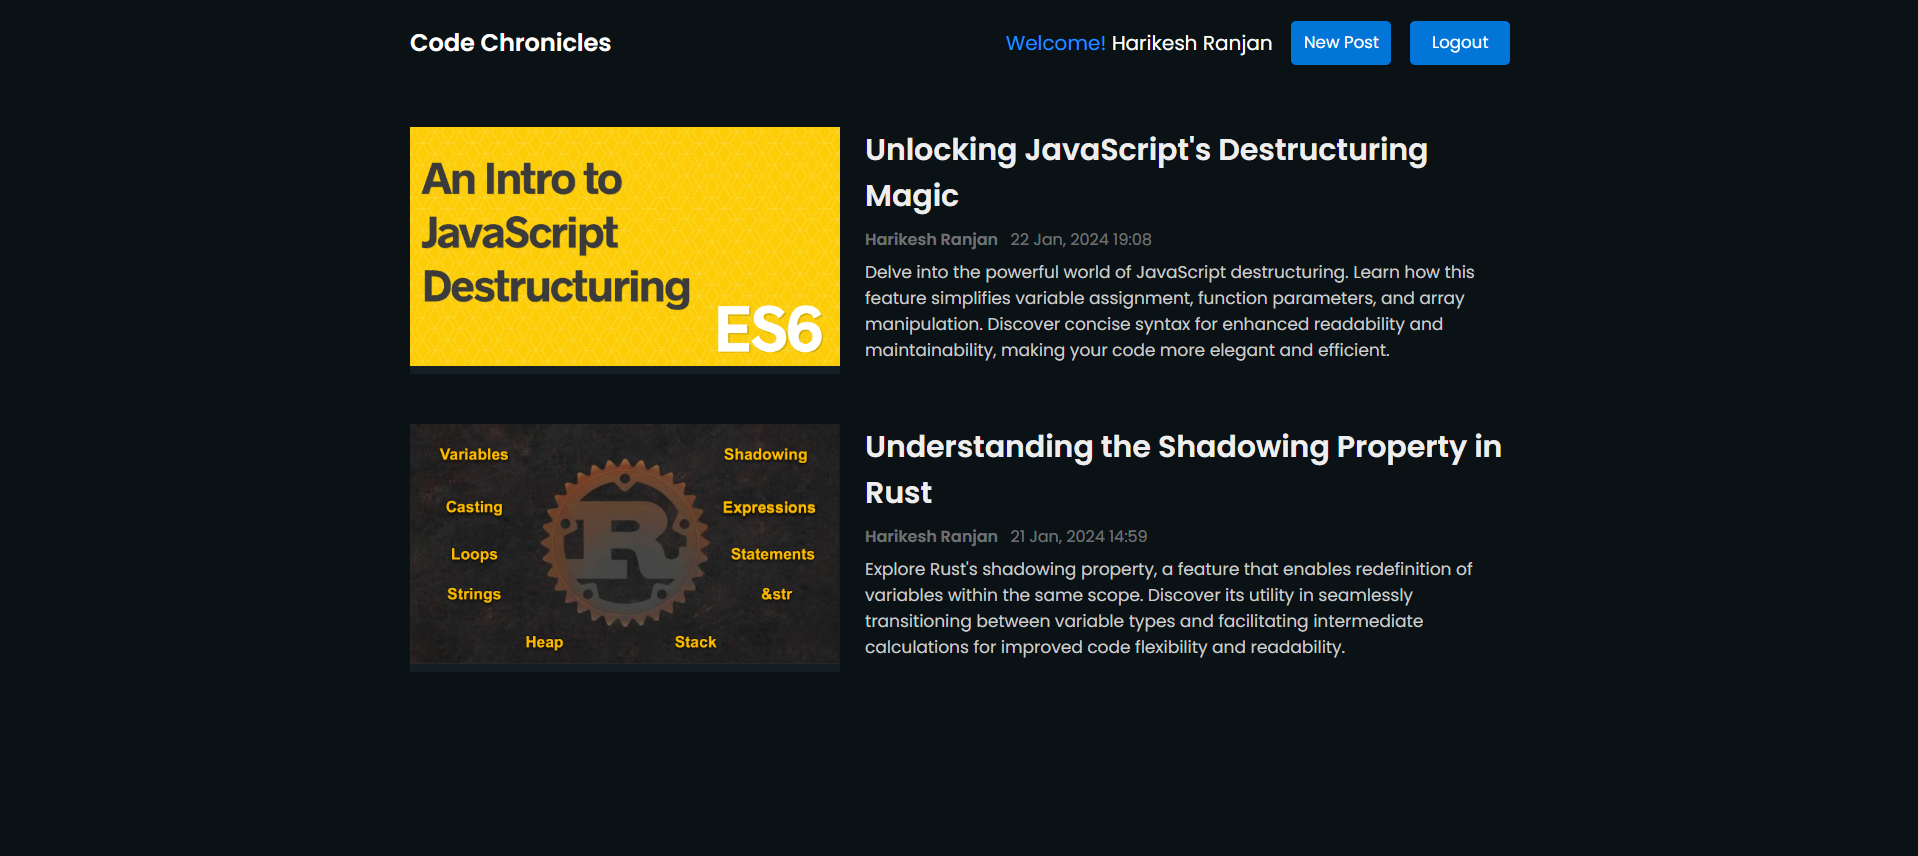 Code Chronicles
Welcome! Harikesh Ranjan
New Post
Logout
An Intro to
JavaScript
Destructuring
ES6
Unlocking JavaScript's Destructuring
Magic
Harikesh Ranjan 22 Jan, 2024 19:08
Delve into the powerful world of JavaScript destructuring. Learn how this
feature simplifies variable assignment, function parameters, and array
manipulation. Discover concise syntax for enhanced readability and
maintainability, making your code more elegant and efficient.
Variables
Shadowing
Casting
Expressions
Loops
Statements
Strings
&str
Heap
Stack
R
Understanding the Shadowing Property in
Rust
Harikesh Ranjan 21 Jan, 2024 14:59
Explore Rust's shadowing property, a feature that enables redefinition of
variables within the same scope. Discover its utility in seamlessly
transitioning between variable types and facilitating intermediate
calculations for improved code flexibility and readability.